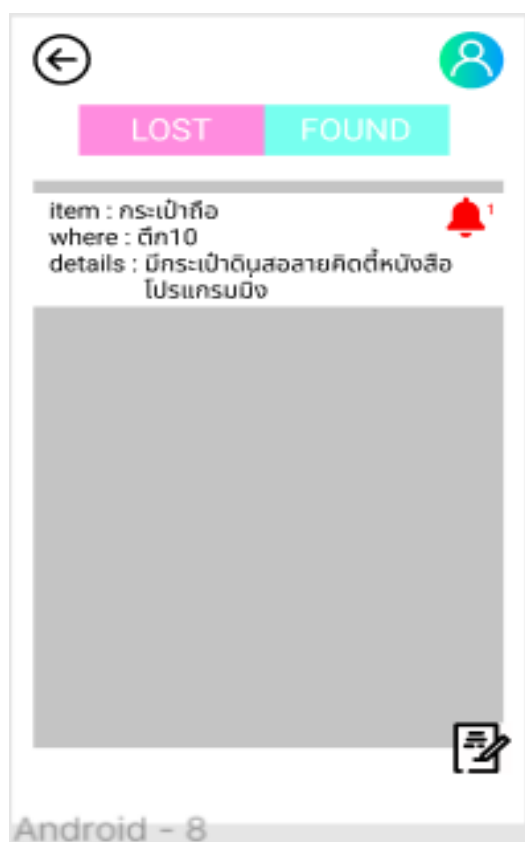 LOST FOUND
item : กระเป๋าถือ
1
where : ตึก10
details : มีกระเป๋าดินสอลายคิตตี้หนังสือ
โปรแกรมมิ่ง
Android - 8